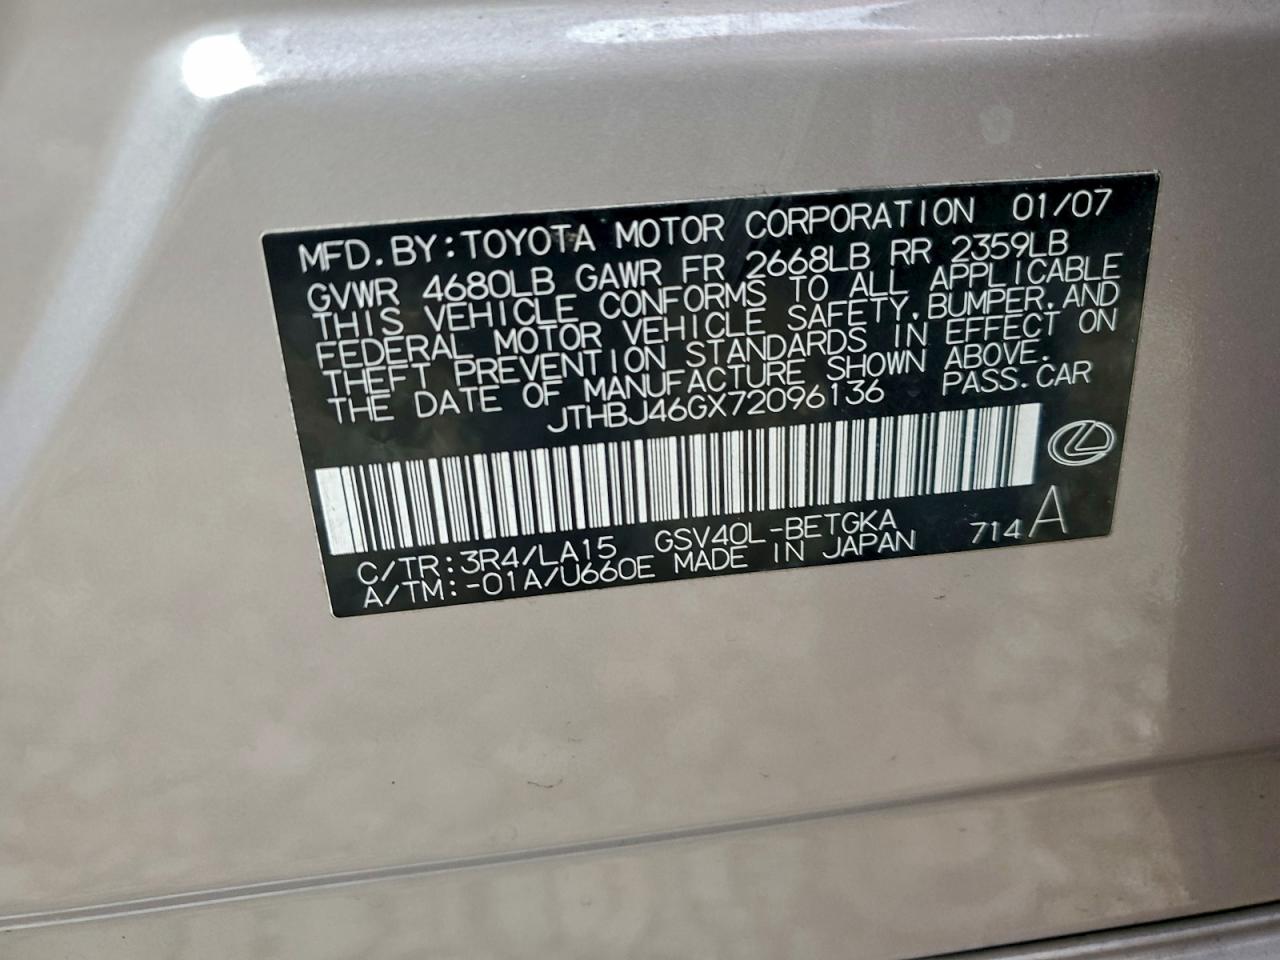 MFD.BY:TOYOTA MOTOR CORPORATION 01/07
GVWR 4680LB GAWR FR 2668LB RR 2359LB
THIS VEHICLE CONFORMS TO ALL APPLICABLE
FEDERAL MOTOR VEHICLE SAFETY,BUMPER,AND
THEFT PREVENTION STANDARDS IN EFFECT ON
THE DATE OF MANUFACTURE SHOWN ABOVE.
JTHBJ46GX72096136 PASS.CAR
C/TR:3R4/LA15 GSV40L-BETGKA 714A
A/TM:-01A/U660E MADE IN JAPAN